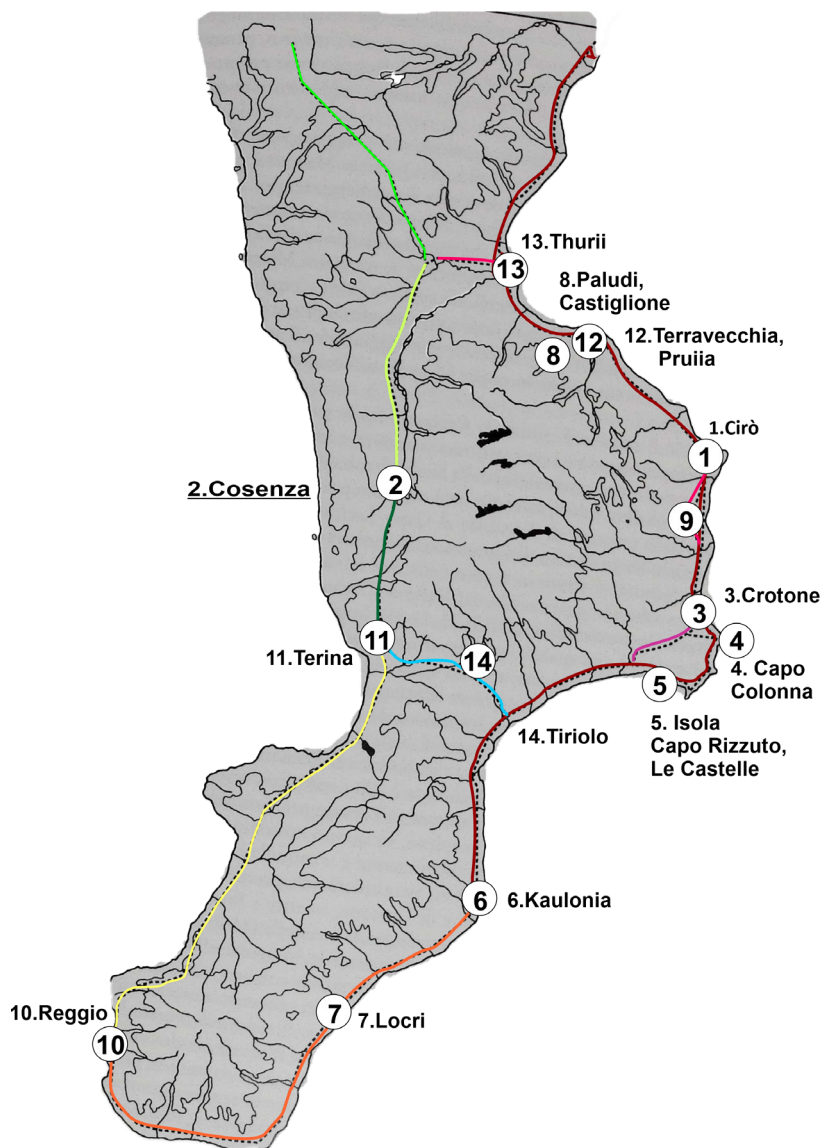 13.Thurii
13
8.Paludi,
Castiglione
12
8
12.Terravecchia,
Pruiia
1.Cirò
1
2.Cosenza
2
9
3
3.Crotone
4
11
11.Terina
14
4. Capo
Colonna
5
14.Tiriolo
5. Isola
Capo Rizzuto,
Le Castelle
6
6.Kaulonia
10.Reggio
7
7.Locri
10